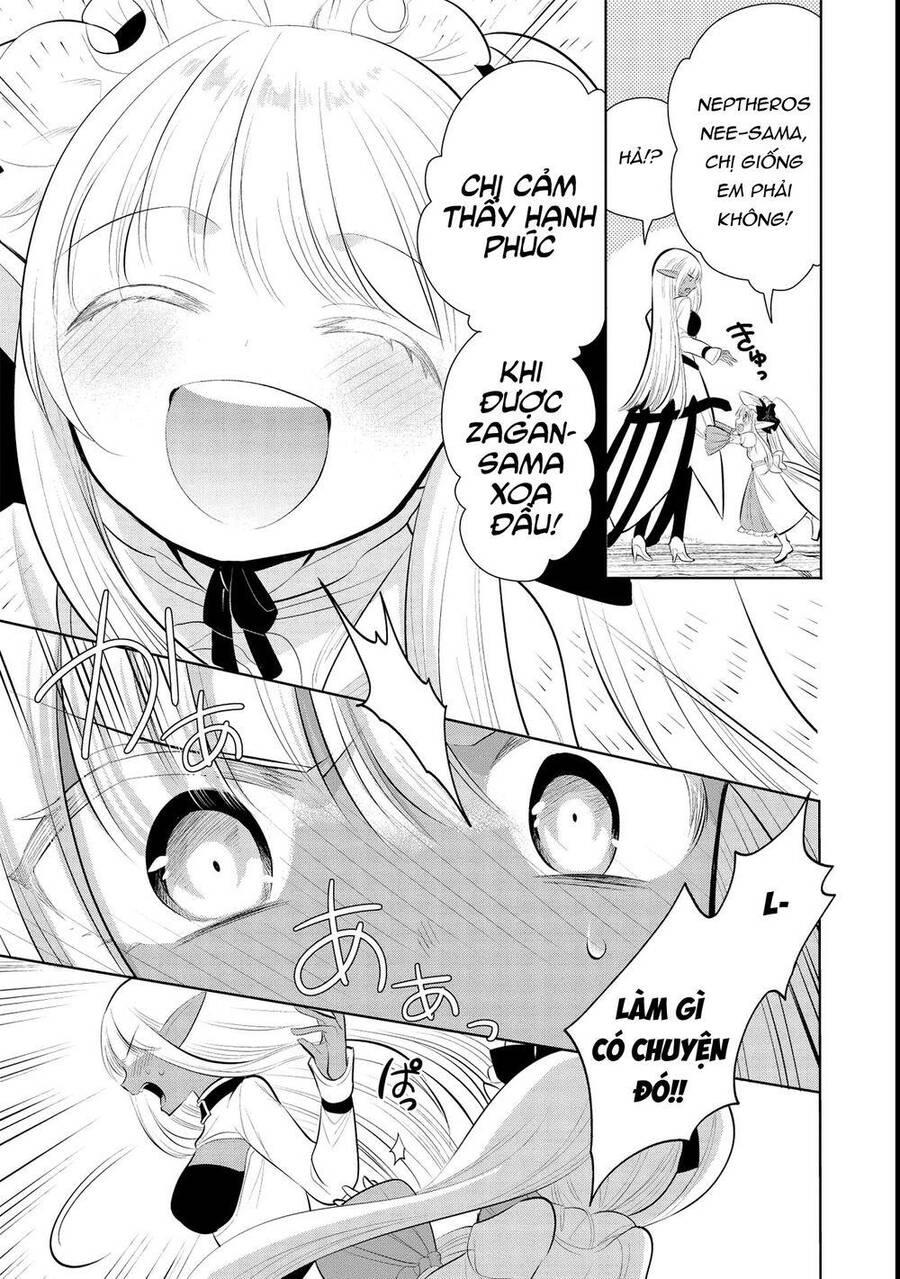 NEPTHEROS
NEE-SAMA,
CHỊ GIỐNG
EM PHẢI
KHÔNG!
HẢ!?
きゅっ
CHỊ CẢM
THẤY HẠNH
PHÚC
KHI
ĐƯỢC
ZAGAN-
SAMA
XOA
ĐẦU!
かぁ
あぁっ
L-
LÀM GÌ
CÓ CHUYỆN
ĐÓ!!
ぱっ